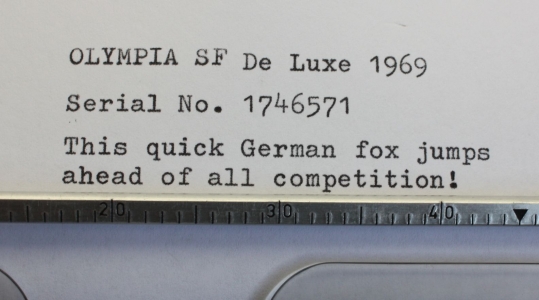 OLYMPIA SF De Luxe 1969
Serial No. 1746571
This quick German fox jumps
ahead of all competition!
20 30 40